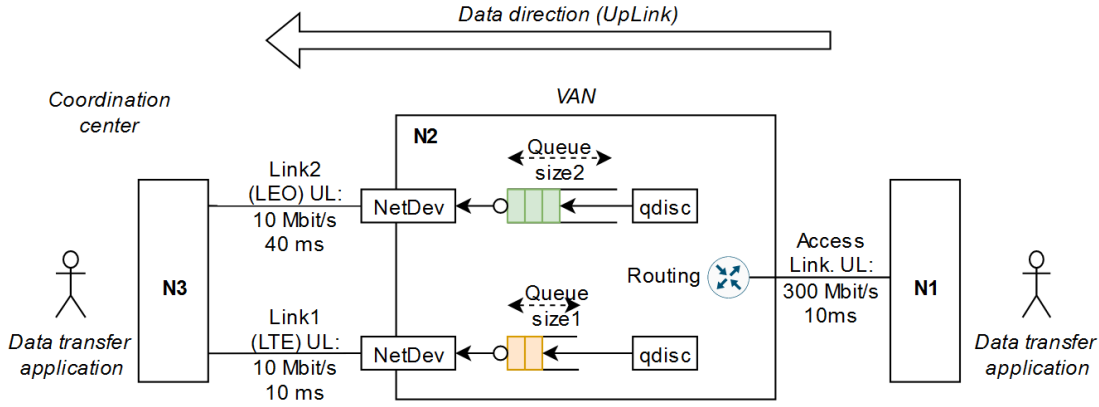 Data direction (UpLink)
Coordination
center
VAN
N2
Queue
size2
Link2
(LEO) UL:
10 Mbit/s
40 ms
NetDev
qdisc
Access
Link. UL:
300 Mbit/s
10ms
Routing
N3
N1
Queue
size1
Link1
(LTE) UL:
10 Mbit/s
10 ms
NetDev
qdisc
Data transfer
application
Data transfer
application